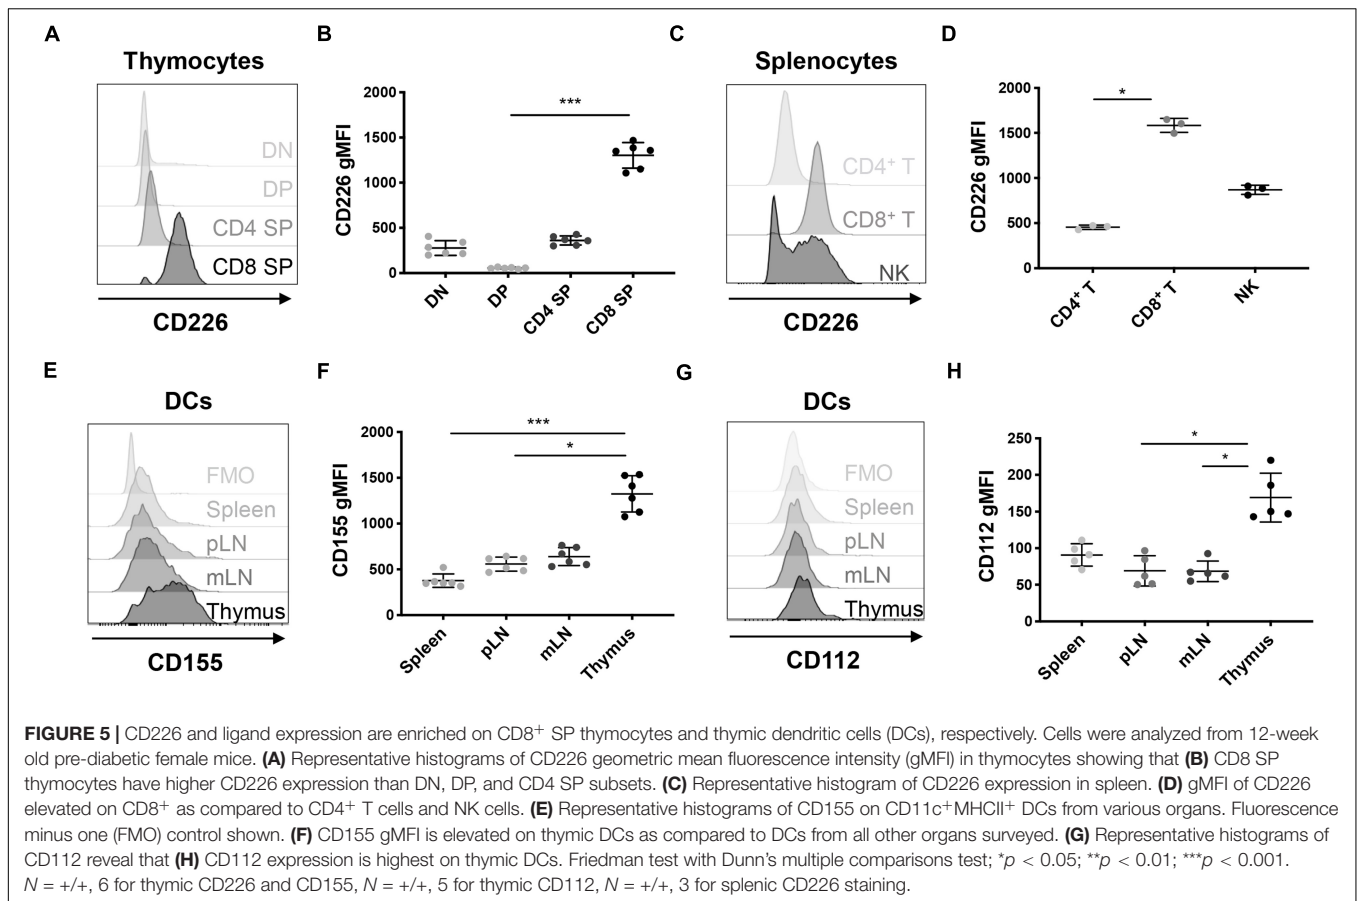 A
Thymocytes
DN
DP
CD4 SP
CD8 SP
CD226
B
***
CD226 gMFI
2000
1500
1000
500
0
DN
DP
CD4 SP
CD8 SP
C
Splenocytes
CD4+ T
CD8+ T
NK
CD226
D
*
CD226 gMFI
2000
1500
1000
500
0
CD4+ T
CD8+ T
NK
E
DCs
FMO
Spleen
pLN
mLN
Thymus
CD155
F
***
*
CD155 gMFI
2000
1500
1000
500
0
Spleen
pLN
mLN
Thymus
G
DCs
FMO
Spleen
pLN
mLN
Thymus
CD112
H
*
*
CD112 gMFI
250
200
150
100
50
0
Spleen
pLN
mLN
Thymus
FIGURE 5 | CD226 and ligand expression are enriched on CD8+ SP thymocytes and thymic dendritic cells (DCs), respectively. Cells were analyzed from 12-week
old pre-diabetic female mice. (A) Representative histograms of CD226 geometric mean fluorescence intensity (gMFI) in thymocytes showing that (B) CD8 SP
thymocytes have higher CD226 expression than DN, DP, and CD4 SP subsets. (C) Representative histogram of CD226 expression in spleen. (D) gMFI of CD226
elevated on CD8+ as compared to CD4+ T cells and NK cells. (E) Representative histograms of CD155 on CD11c+MHCII+ DCs from various organs. Fluorescence
minus one (FMO) control shown. (F) CD155 gMFI is elevated on thymic DCs as compared to DCs from all other organs surveyed. (G) Representative histograms of
CD112 reveal that (H) CD112 expression is highest on thymic DCs. Friedman test with Dunn's multiple comparisons test; *p < 0.05; **p < 0.01; ***p < 0.001.
N = +/+, 6 for thymic CD226 and CD155, N = +/+, 5 for thymic CD112, N = +/+, 3 for splenic CD226 staining.